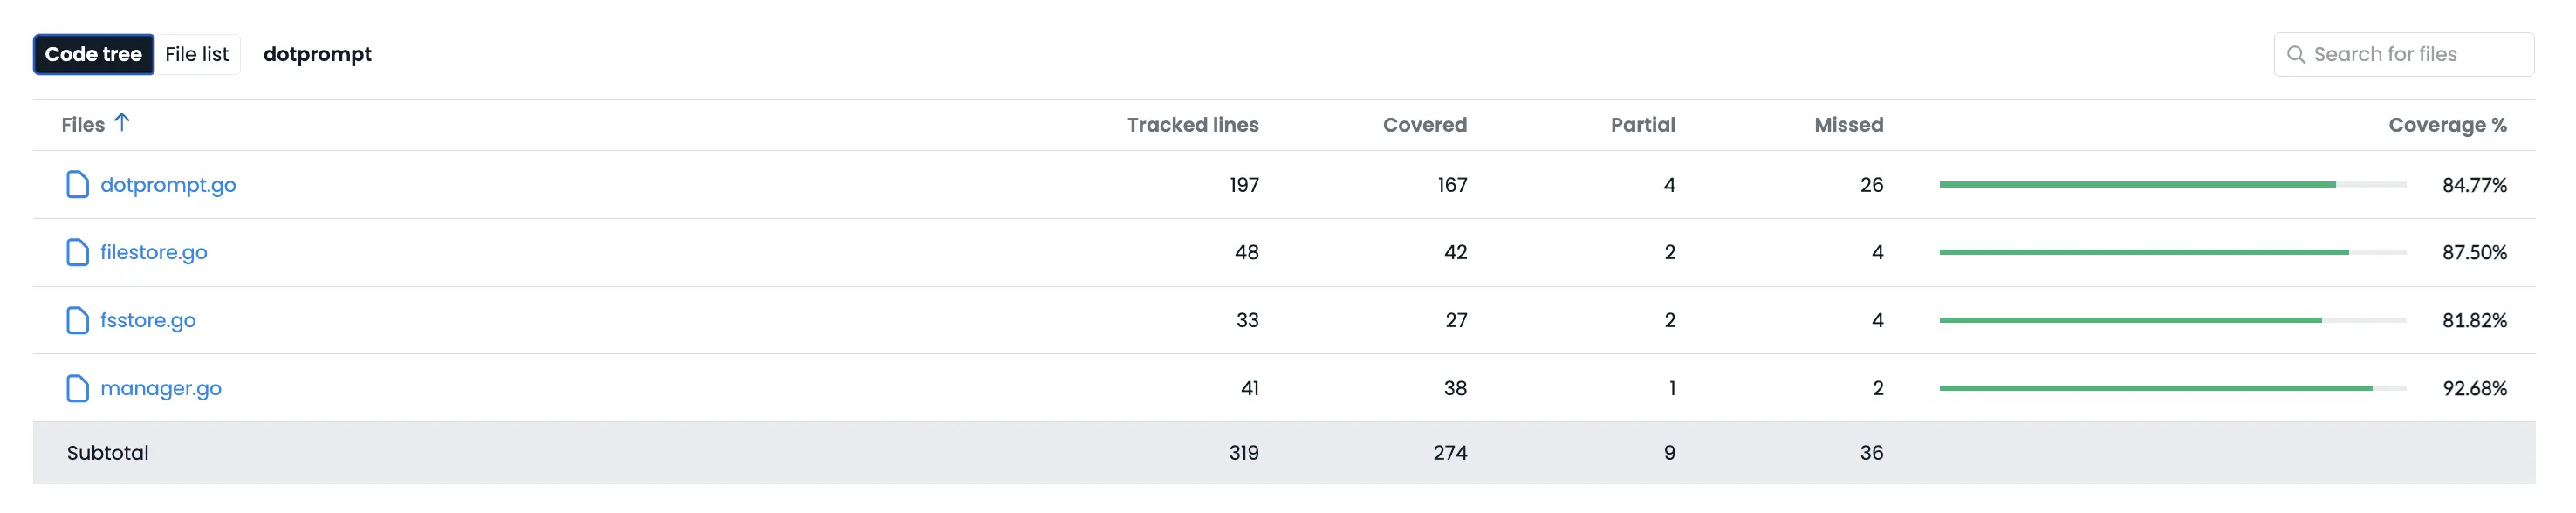 Code tree File list dotprompt Search for files
Files ↑ Tracked lines Covered Partial Missed Coverage %
dotprompt.go 197 167 4 26 84.77%
filestore.go 48 42 2 4 87.50%
fsstore.go 33 27 2 4 81.82%
manager.go 41 38 1 2 92.68%
Subtotal 319 274 9 36